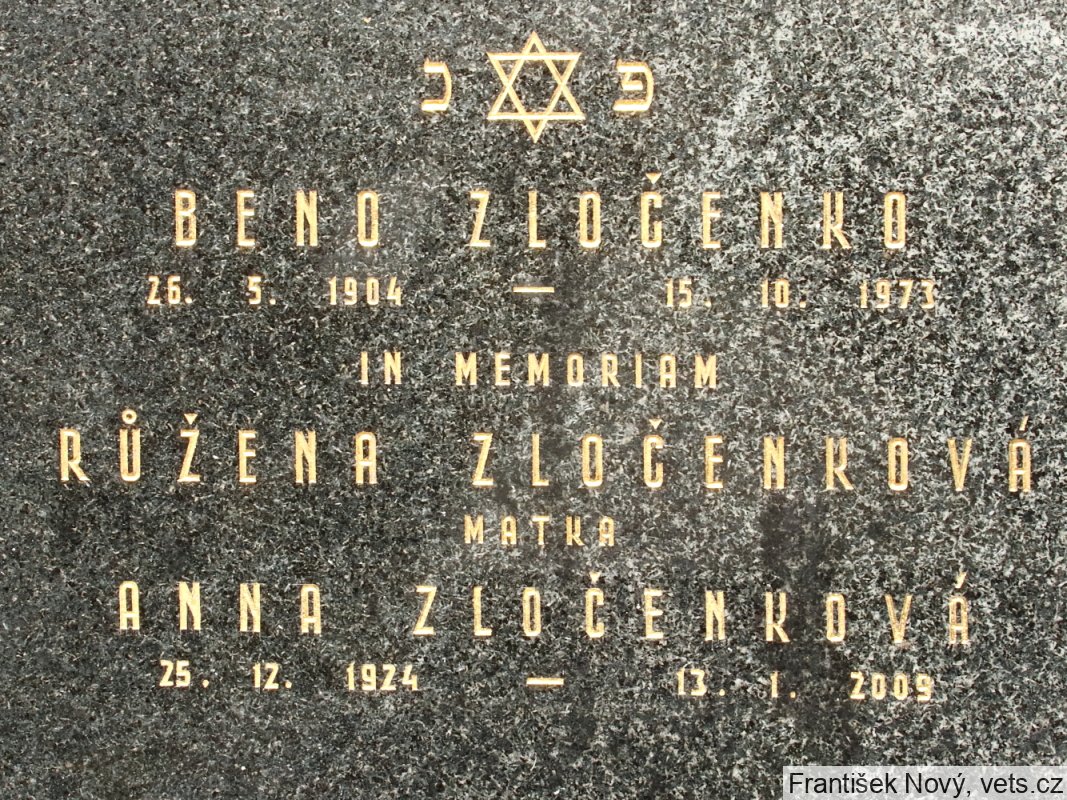 פ נ
BENO ZLOČENKO
26. 5. 1904 — 15. 10. 1973
IN MEMORIAM
RŮŽENA ZLOČENKOVÁ
MATKA
ANNA ZLOČENKOVÁ
25. 12. 1924 — 13. 1. 2009
František Nový, vets.cz